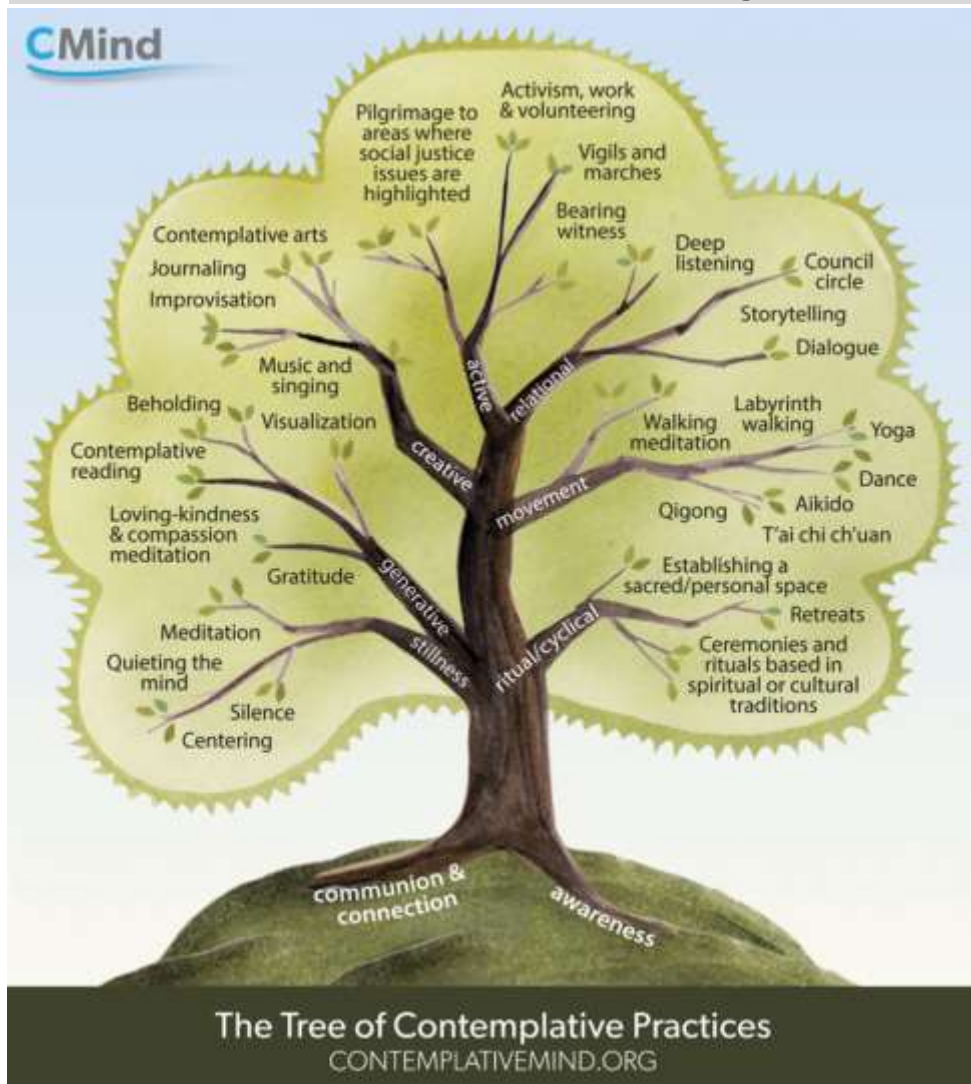 CMind
Activism, work
& volunteering
Pilgrimage to
areas where
social justice
issues are
highlighted
Vigils and
marches
Bearing
witness
Deep
listening
Council
circle
Storytelling
Dialogue
Contemplative arts
Journaling
Improvisation
Music and
singing
active
relational
creative
Beholding
Visualization
Contemplative
reading
Loving-kindness
& compassion
meditation
Gratitude
generative
Walking
meditation
Labyrinth
walking
Yoga
Dance
Aikido
Qigong
T'ai chi ch'uan
movement
Meditation
Quieting the
mind
Silence
Centering
stillness
Establishing a
sacred/personal space
Retreats
Ceremonies and
rituals based in
spiritual or cultural
traditions
ritual/cyclical
communion &
connection
awareness
The Tree of Contemplative Practices
CONTEMPLATIVEMIND.ORG